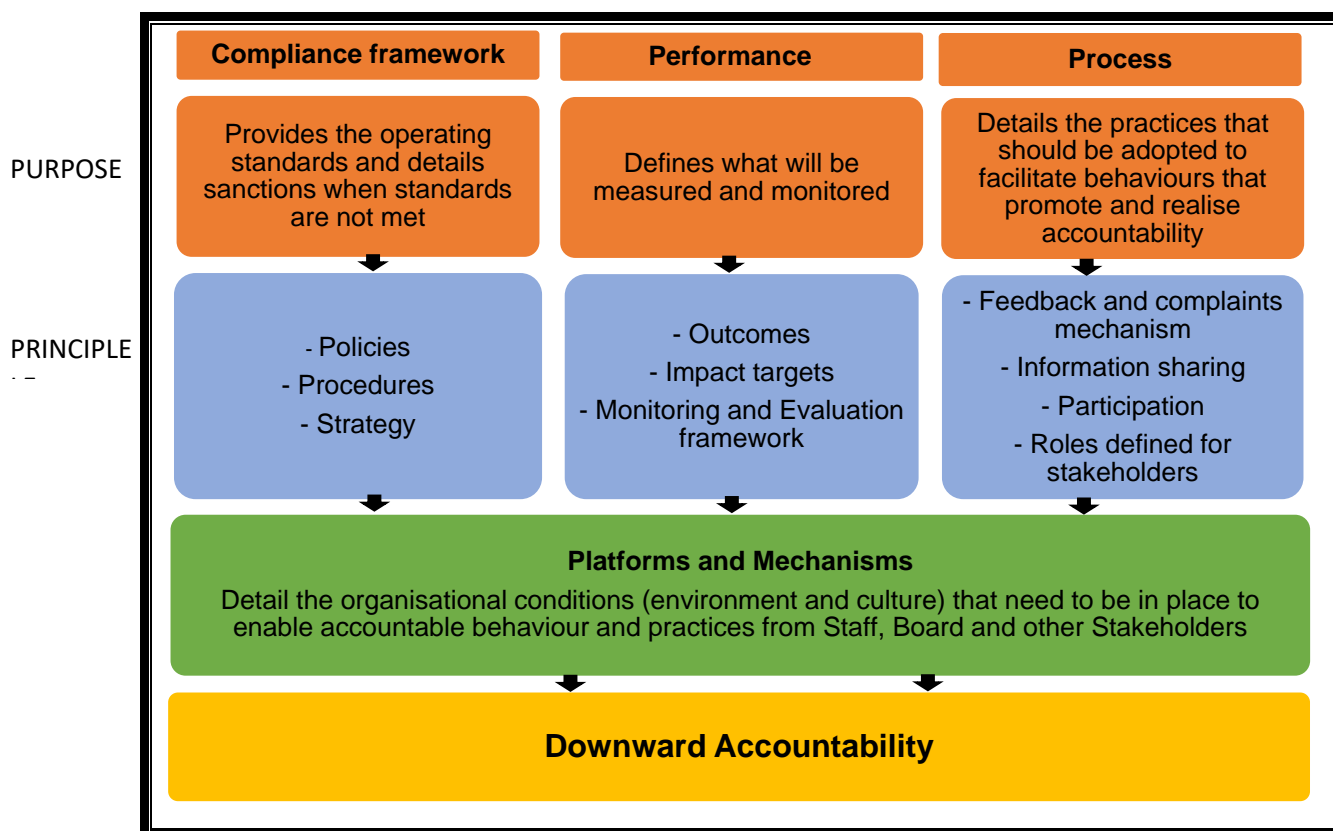 Compliance framework
Performance
Process
PURPOSE
Provides the operating
standards and details
sanctions when standards
are not met
Defines what will be
measured and monitored
Details the practices that
should be adopted to
facilitate behaviours that
promote and realise
accountability
PRINCIPLE
- Policies
- Procedures
- Strategy
- Outcomes
- Impact targets
- Monitoring and Evaluation
framework
- Feedback and complaints
mechanism
- Information sharing
- Participation
- Roles defined for
stakeholders
Platforms and Mechanisms
Detail the organisational conditions (environment and culture) that need to be in place to
enable accountable behaviour and practices from Staff, Board and other Stakeholders
Downward Accountability